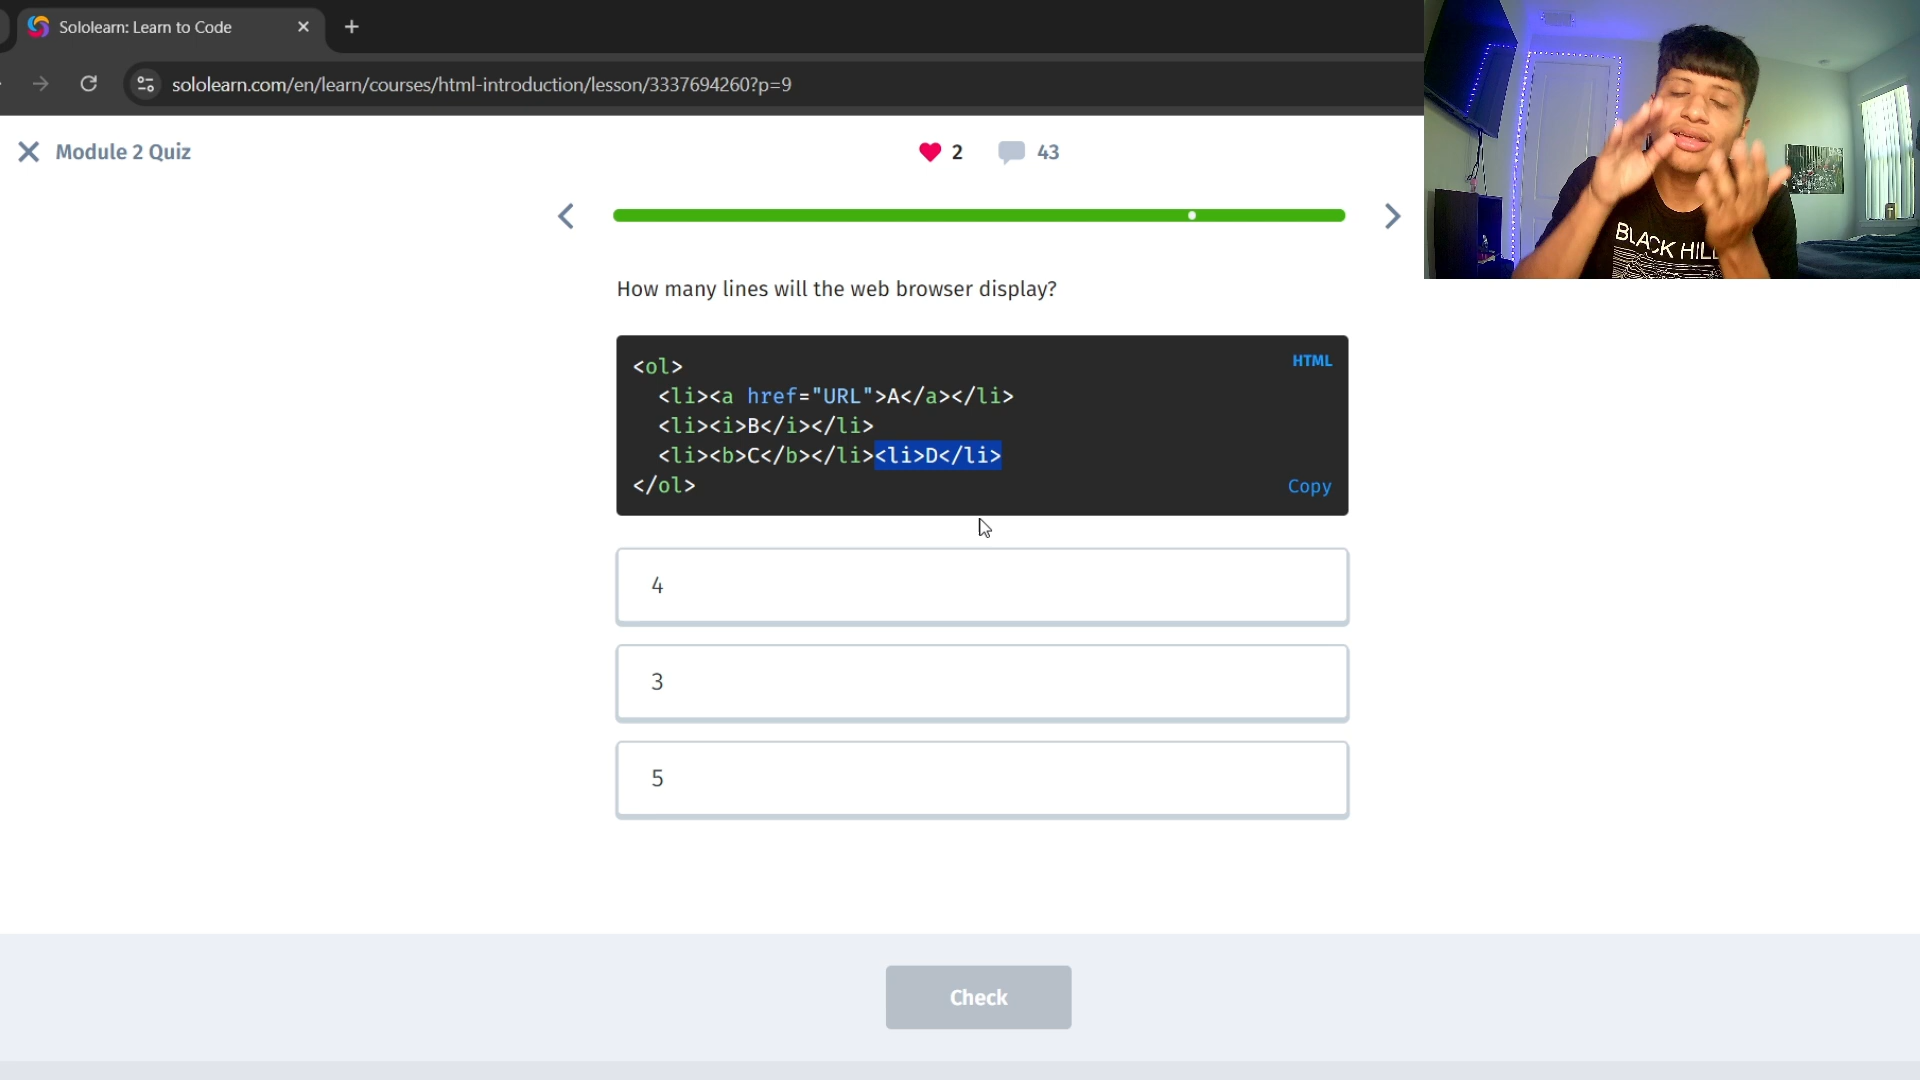 Sololearn: Learn to Code
sololearn.com/en/learn/courses/html-introduction/lesson/3337694260?p=9
Module 2 Quiz
2
43
How many lines will the web browser display?
HTML
<ol>
<li><a href="URL">A</a></li>
<li><i>B</i></li>
<li><b>C</b></li><li>D</li>
</ol>
Copy
4
3
5
Check
BLACK HILL